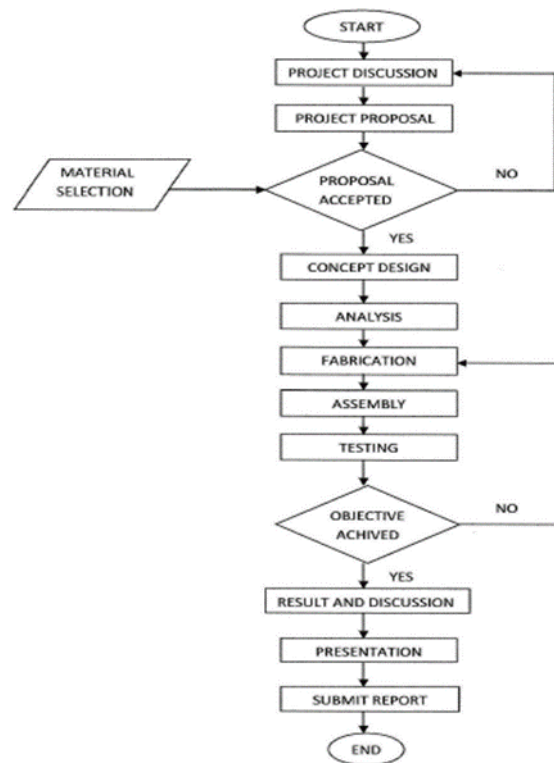 START
PROJECT DISCUSSION
PROJECT PROPOSAL
MATERIAL
SELECTION
PROPOSAL
ACCEPTED
NO
YES
CONCEPT DESIGN
ANALYSIS
FABRICATION
ASSEMBLY
TESTING
OBJECTIVE
ACHIVED
NO
YES
RESULT AND DISCUSSION
PRESENTATION
SUBMIT REPORT
END